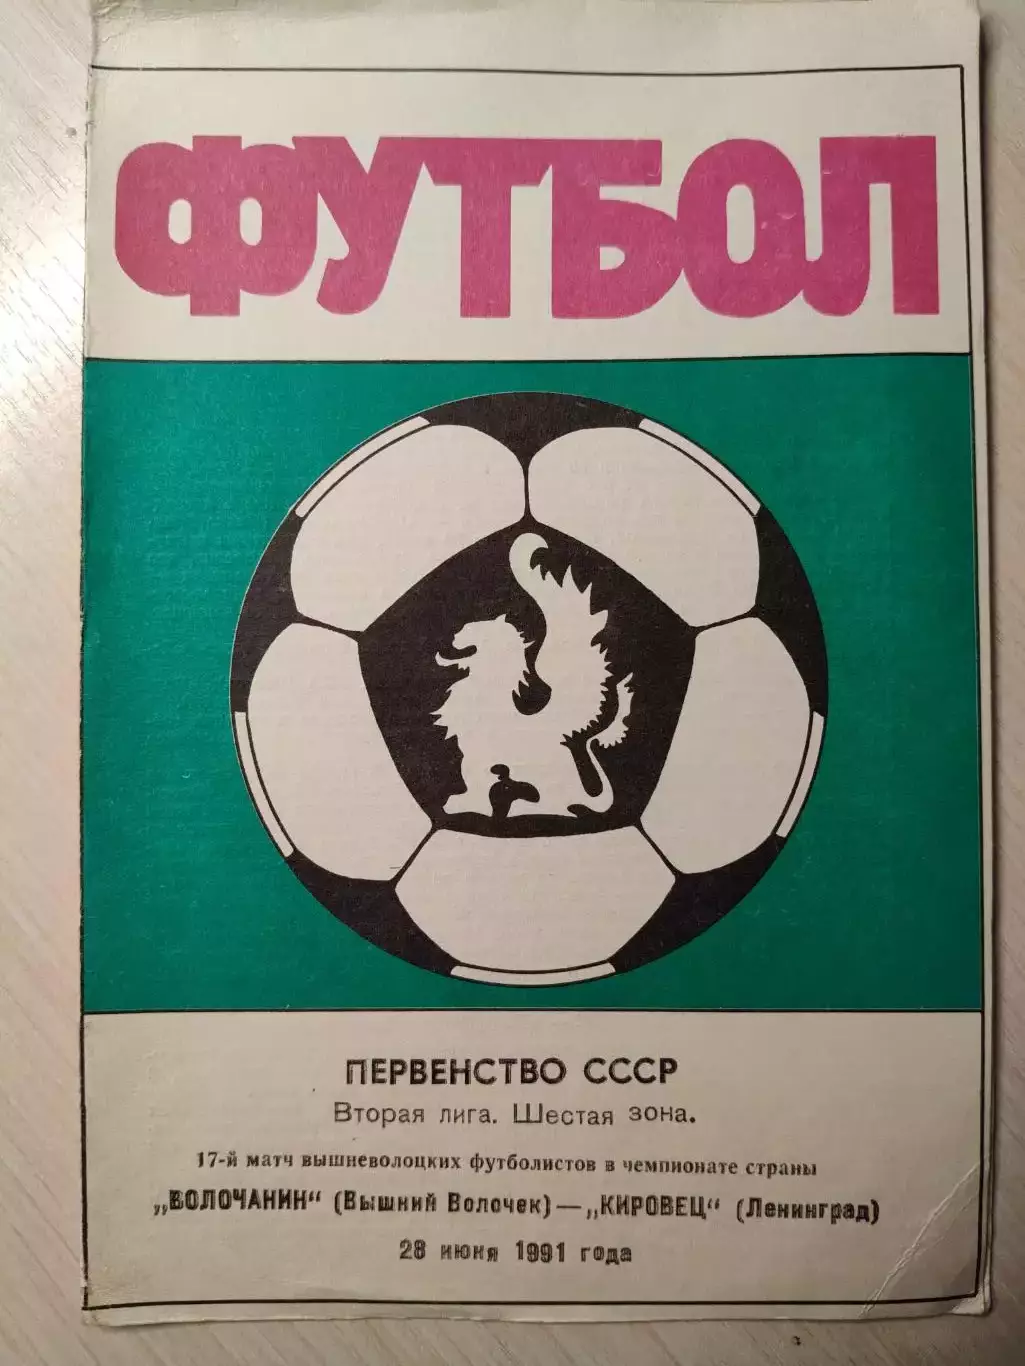 ФУТБОЛ
ПЕРВЕНСТВО СССР
Вторая лига. Шестая зона.
17-й матч вышневолоцких футболистов в чемпионате страны
„ВОЛОЧАНИН“ (Вышний Волочек) — „КИРОВЕЦ“ (Ленинград)
28 июня 1991 года